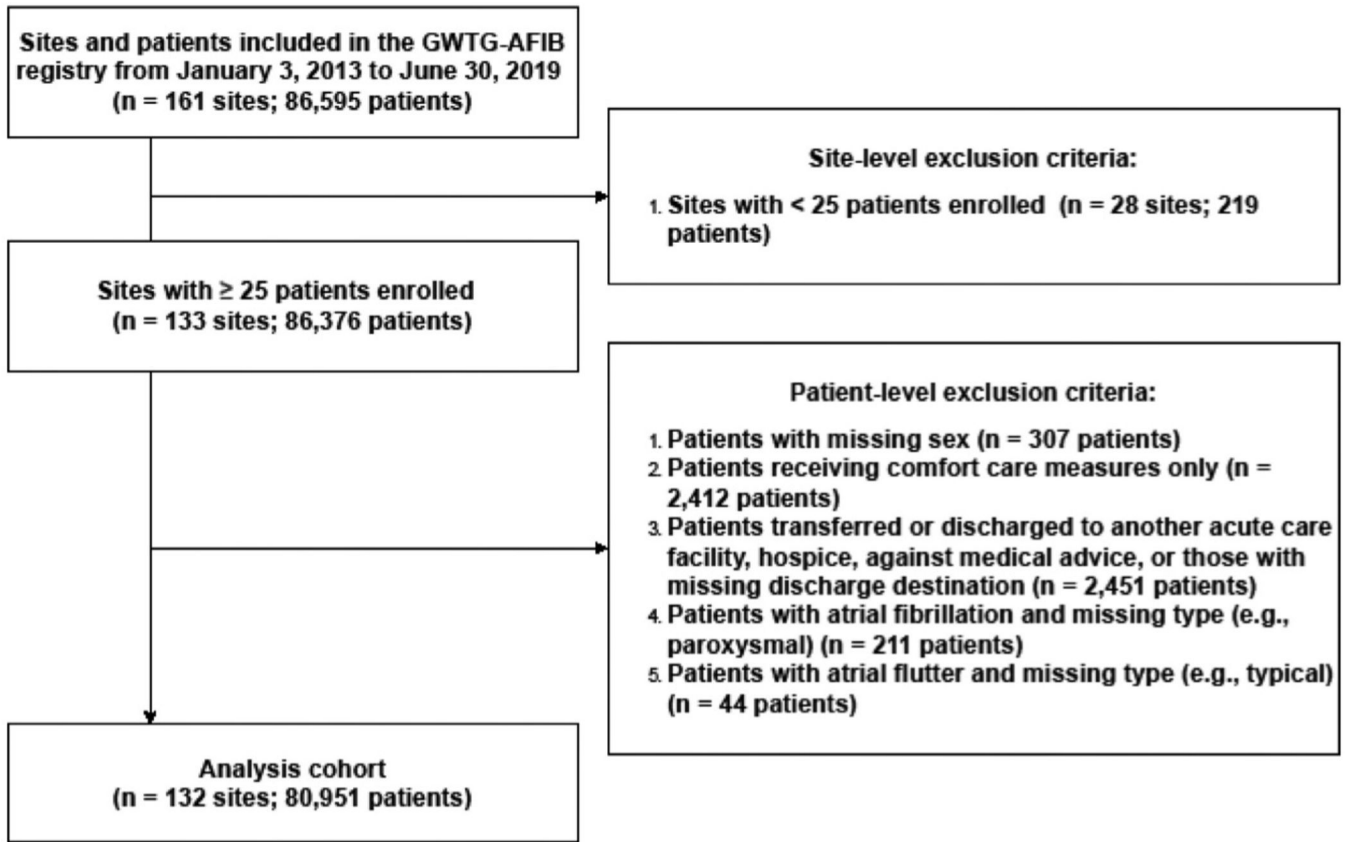 Sites and patients included in the GWTG-AFIB
registry from January 3, 2013 to June 30, 2019
(n = 161 sites; 86,595 patients)
Site-level exclusion criteria:
1. Sites with < 25 patients enrolled (n = 28 sites; 219
patients)
Sites with ≥ 25 patients enrolled
(n = 133 sites; 86,376 patients)
Patient-level exclusion criteria:
1. Patients with missing sex (n = 307 patients)
2. Patients receiving comfort care measures only (n =
2,412 patients)
3. Patients transferred or discharged to another acute care
facility, hospice, against medical advice, or those with
missing discharge destination (n = 2,451 patients)
4. Patients with atrial fibrillation and missing type (e.g.,
paroxysmal) (n = 211 patients)
5. Patients with atrial flutter and missing type (e.g., typical)
(n = 44 patients)
Analysis cohort
(n = 132 sites; 80,951 patients)